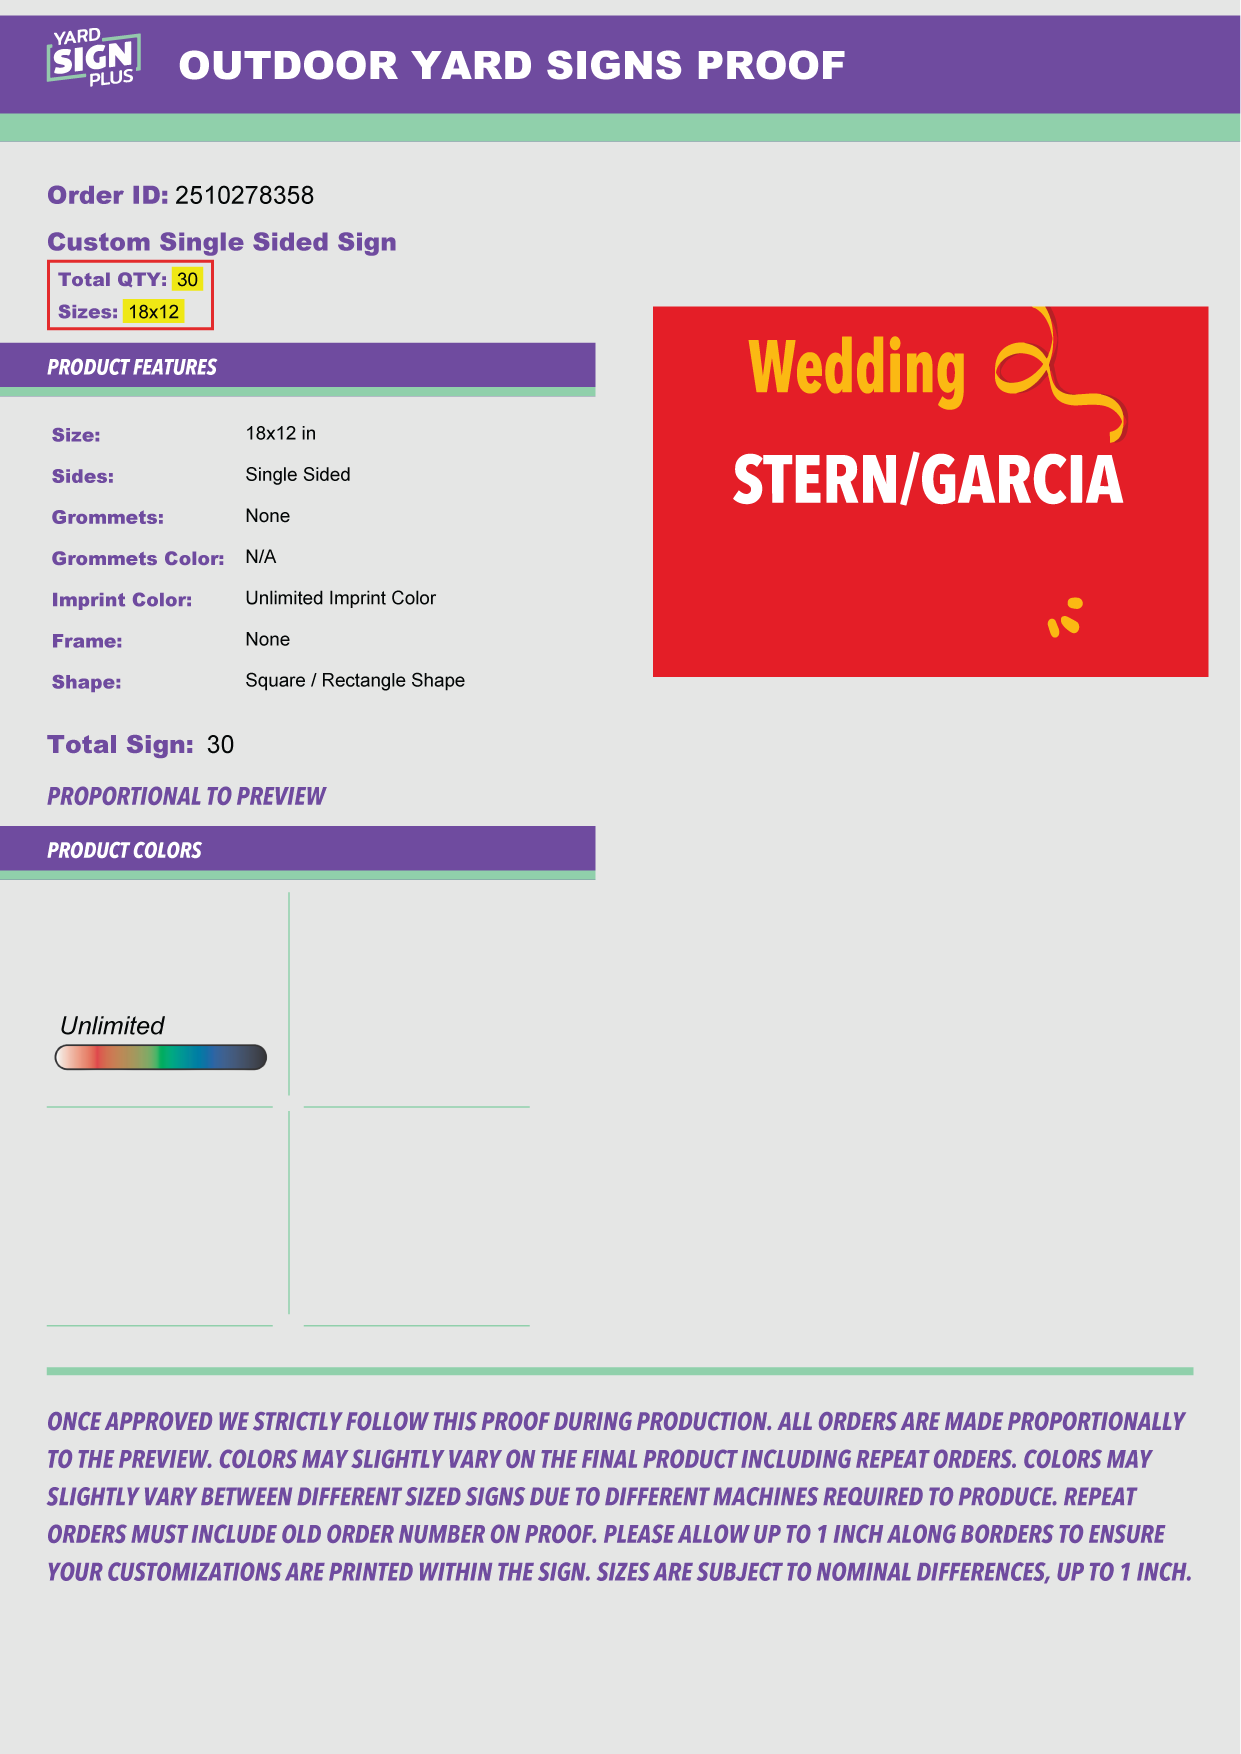 YARD
SIGN
PLUS
OUTDOOR YARD SIGNS PROOF
Order ID: 2510278358
Custom Single Sided Sign
Total QTY: 30
Sizes: 18x12
PRODUCT FEATURES
Size: 18x12 in
Sides: Single Sided
Grommets: None
Grommets Color: N/A
Imprint Color: Unlimited Imprint Color
Frame: None
Shape: Square / Rectangle Shape
Total Sign: 30
PROPORTIONAL TO PREVIEW
Wedding
STERN/GARCIA
PRODUCT COLORS
Unlimited
ONCE APPROVED WE STRICTLY FOLLOW THIS PROOF DURING PRODUCTION. ALL ORDERS ARE MADE PROPORTIONALLY
TO THE PREVIEW. COLORS MAY SLIGHTLY VARY ON THE FINAL PRODUCT INCLUDING REPEAT ORDERS. COLORS MAY
SLIGHTLY VARY BETWEEN DIFFERENT SIZED SIGNS DUE TO DIFFERENT MACHINES REQUIRED TO PRODUCE. REPEAT
ORDERS MUST INCLUDE OLD ORDER NUMBER ON PROOF. PLEASE ALLOW UP TO 1 INCH ALONG BORDERS TO ENSURE
YOUR CUSTOMIZATIONS ARE PRINTED WITHIN THE SIGN. SIZES ARE SUBJECT TO NOMINAL DIFFERENCES, UP TO 1 INCH.